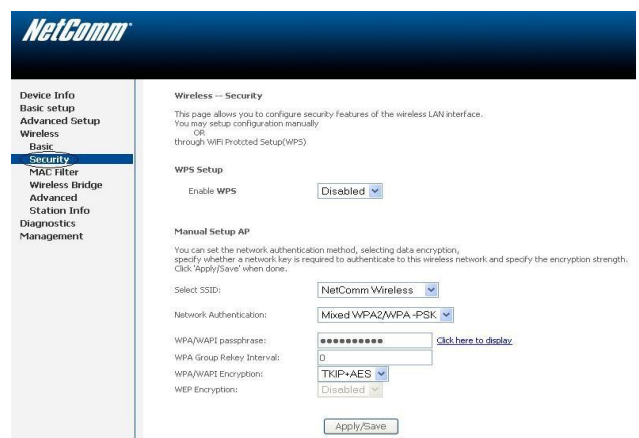 NetComm
Device Info
Basic setup
Advanced Setup
Wireless
Basic
Security
MAC Filter
Wireless Bridge
Advanced
Station Info
Diagnostics
Management
Wireless -- Security
This page allows you to configure security features of the wireless LAN interface.
You may setup configuration manually
OR
through WiFi Protcted Setup(WPS)
WPS Setup
Enable WPS Disabled
Manual Setup AP
You can set the network authentication method, selecting data encryption,
specify whether a network key is required to authenticate to this wireless network and specify the encryption strength.
Click 'Apply/Save' when done.
Select SSID: NetComm Wireless
Network Authentication: Mixed WPA2/WPA -PSK
WPA/WAPI passphrase: ●●●●●●●●●● Click here to display
WPA Group Rekey Interval: 0
WPA/WAPI Encryption: TKIP+AES
WEP Encryption: Disabled
Apply/Save